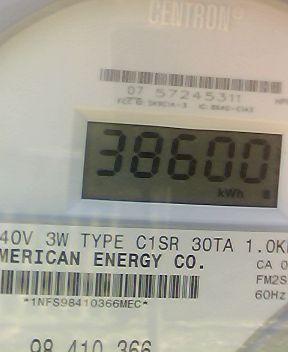 CENTRON®
07 57245311
38600
kWh
40V 3W TYPE C1SR 30TA 1.0K
MERICAN ENERGY CO.
CA 0
FM2S
60Hz
*1NFS98410366MEC*
98 410 366